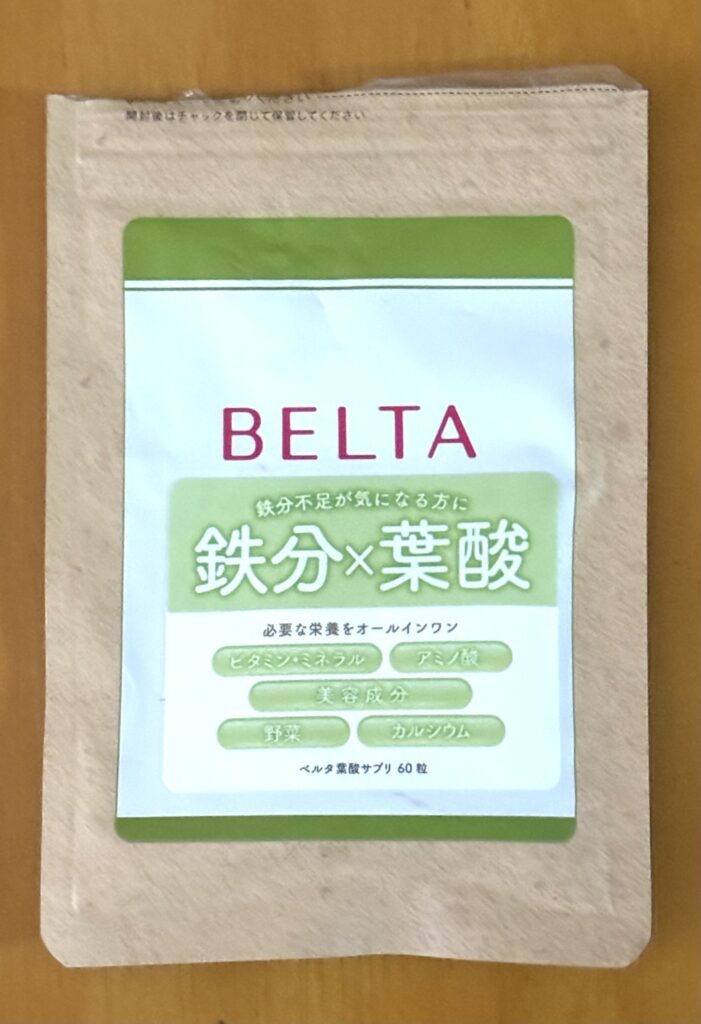 ください
開封後はチャックを閉じて保管してください
BELTA
鉄分不足が気になる方に
鉄分×葉酸
必要な栄養をオールインワン
ビタミン・ミネラル アミノ酸
美容成分
野菜 カルシウム
ベルタ葉酸サプリ 60粒